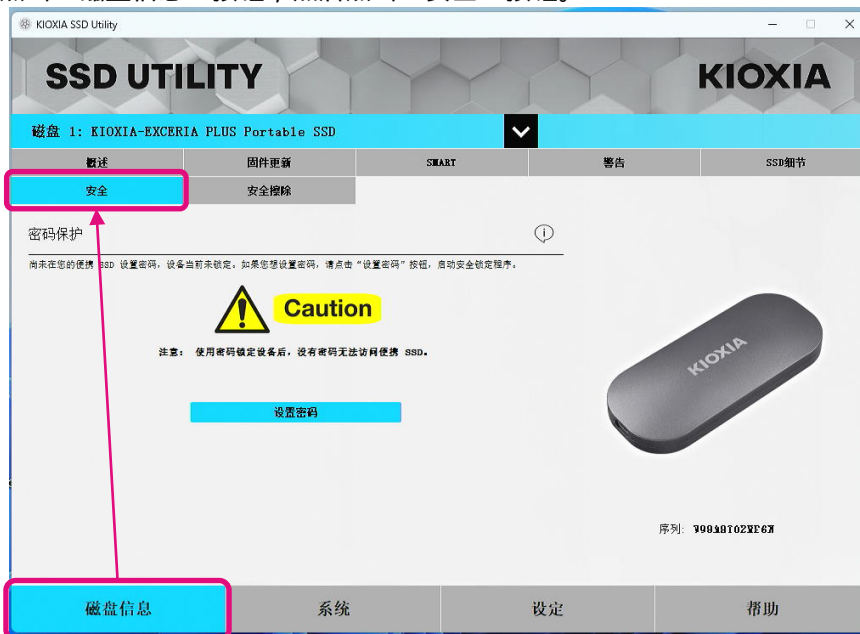 KIOXIA SSD Utility
SSD UTILITY
KIOXIA
磁盘 1: KIOXIA-EXCERIA PLUS Portable SSD
概述
固件更新
SMART
警告
SSD细节
安全
安全擦除
密码保护
尚未在您的便携 SSD 设置密码，设备当前未锁定。如果您想设置密码，请点击“设置密码”按钮，启动安全锁定程序。
Caution
注意： 使用密码锁定设备后，没有密码无法访问便携 SSD。
设置密码
KIOXIA
序列:
磁盘信息
系统
设定
帮助